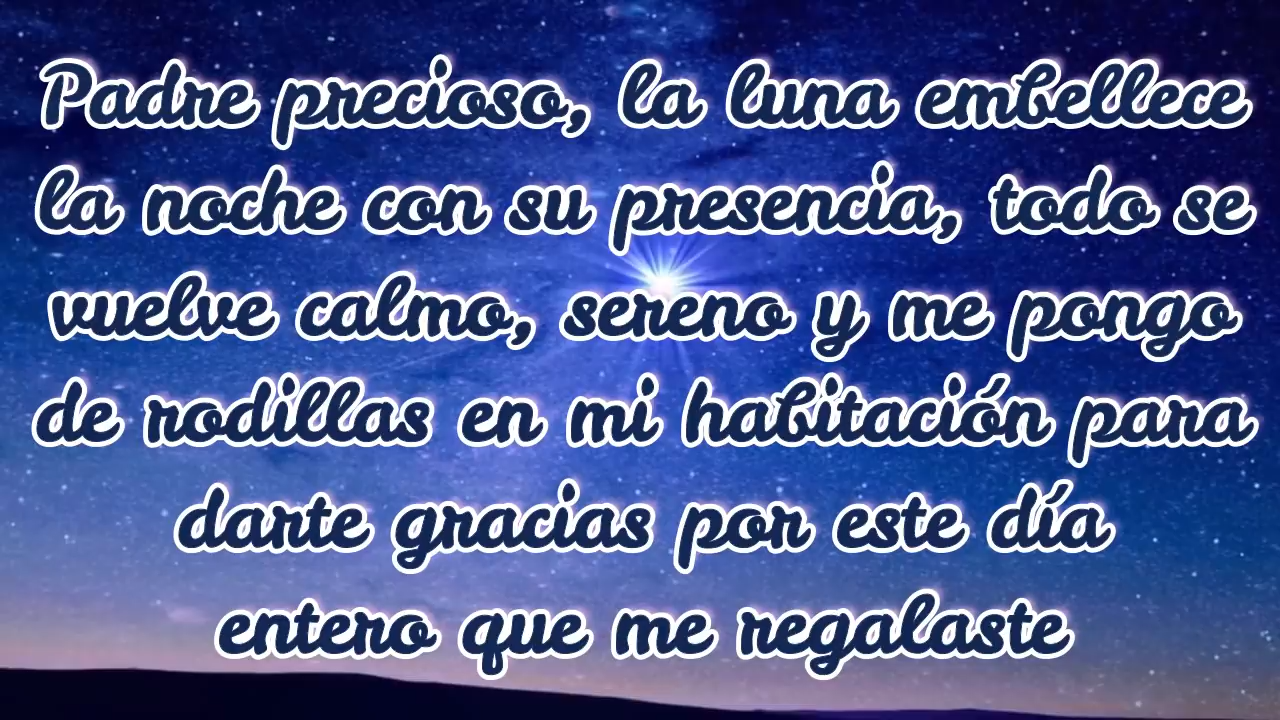 Padre precioso, la luna embellece
la noche con su presencia, todo se
vuelve calmo, sereno y me pongo
de rodillas en mi habitación para
darte gracias por este día
entero que me regalaste